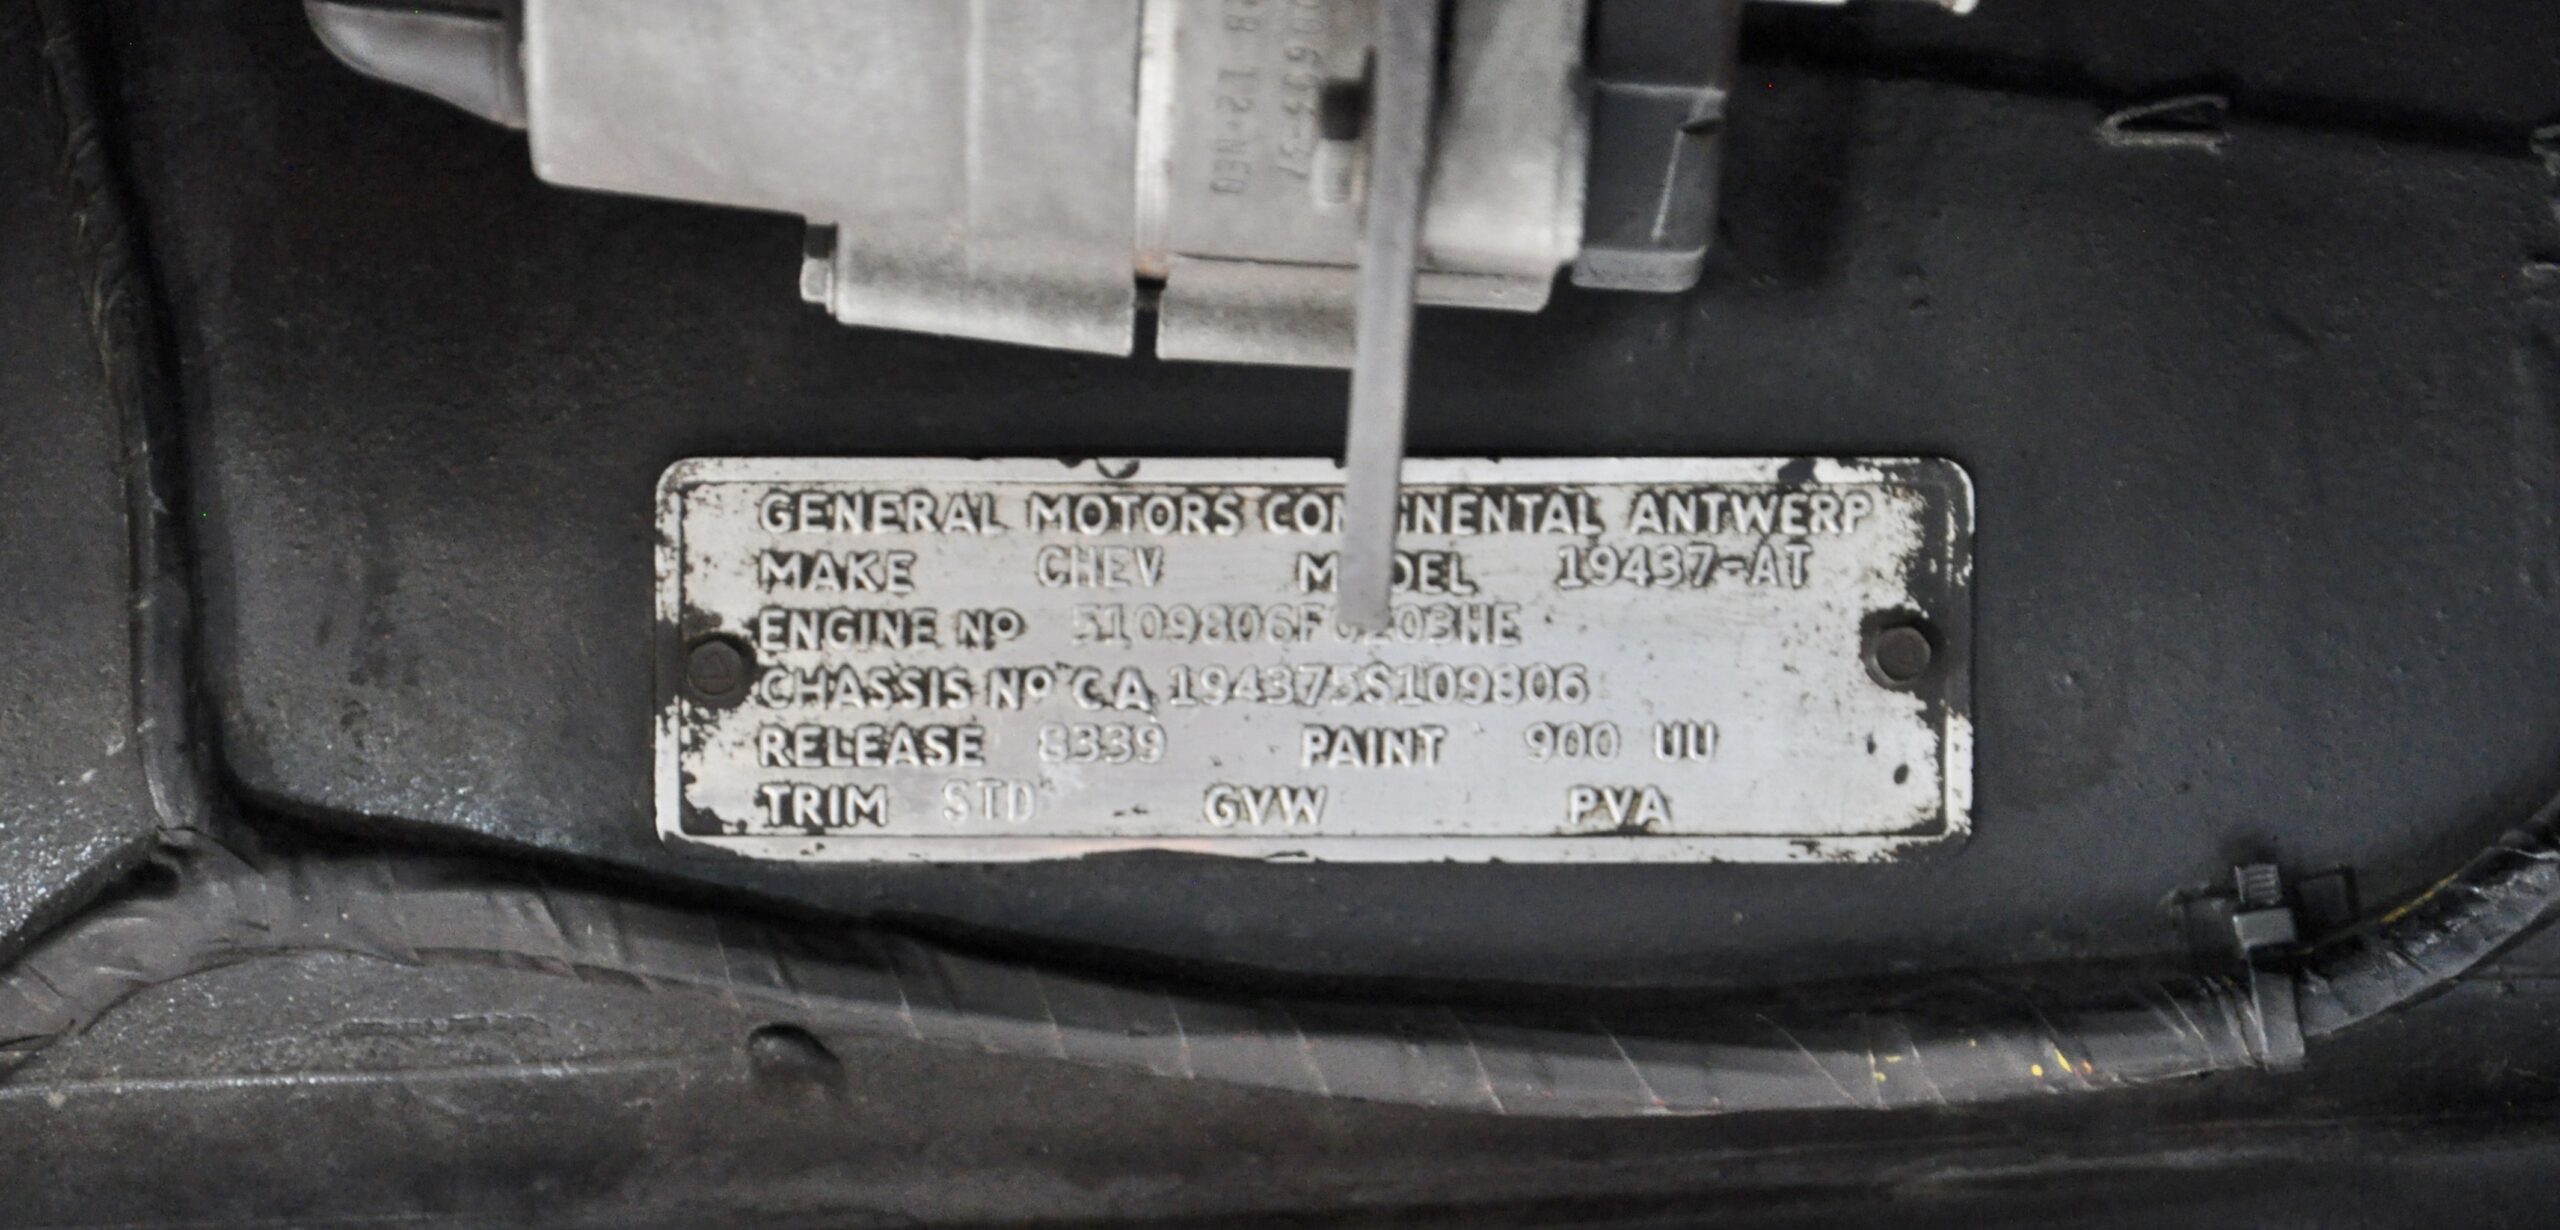 GENERAL MOTORS CONTINENTAL ANTWERP
MAKE CHEV MODEL 19437-AT
ENGINE Nº
CHASSIS Nº CA 194375S109806
RELEASE 8339 PAINT 900 UU
TRIM STD GVW PVA